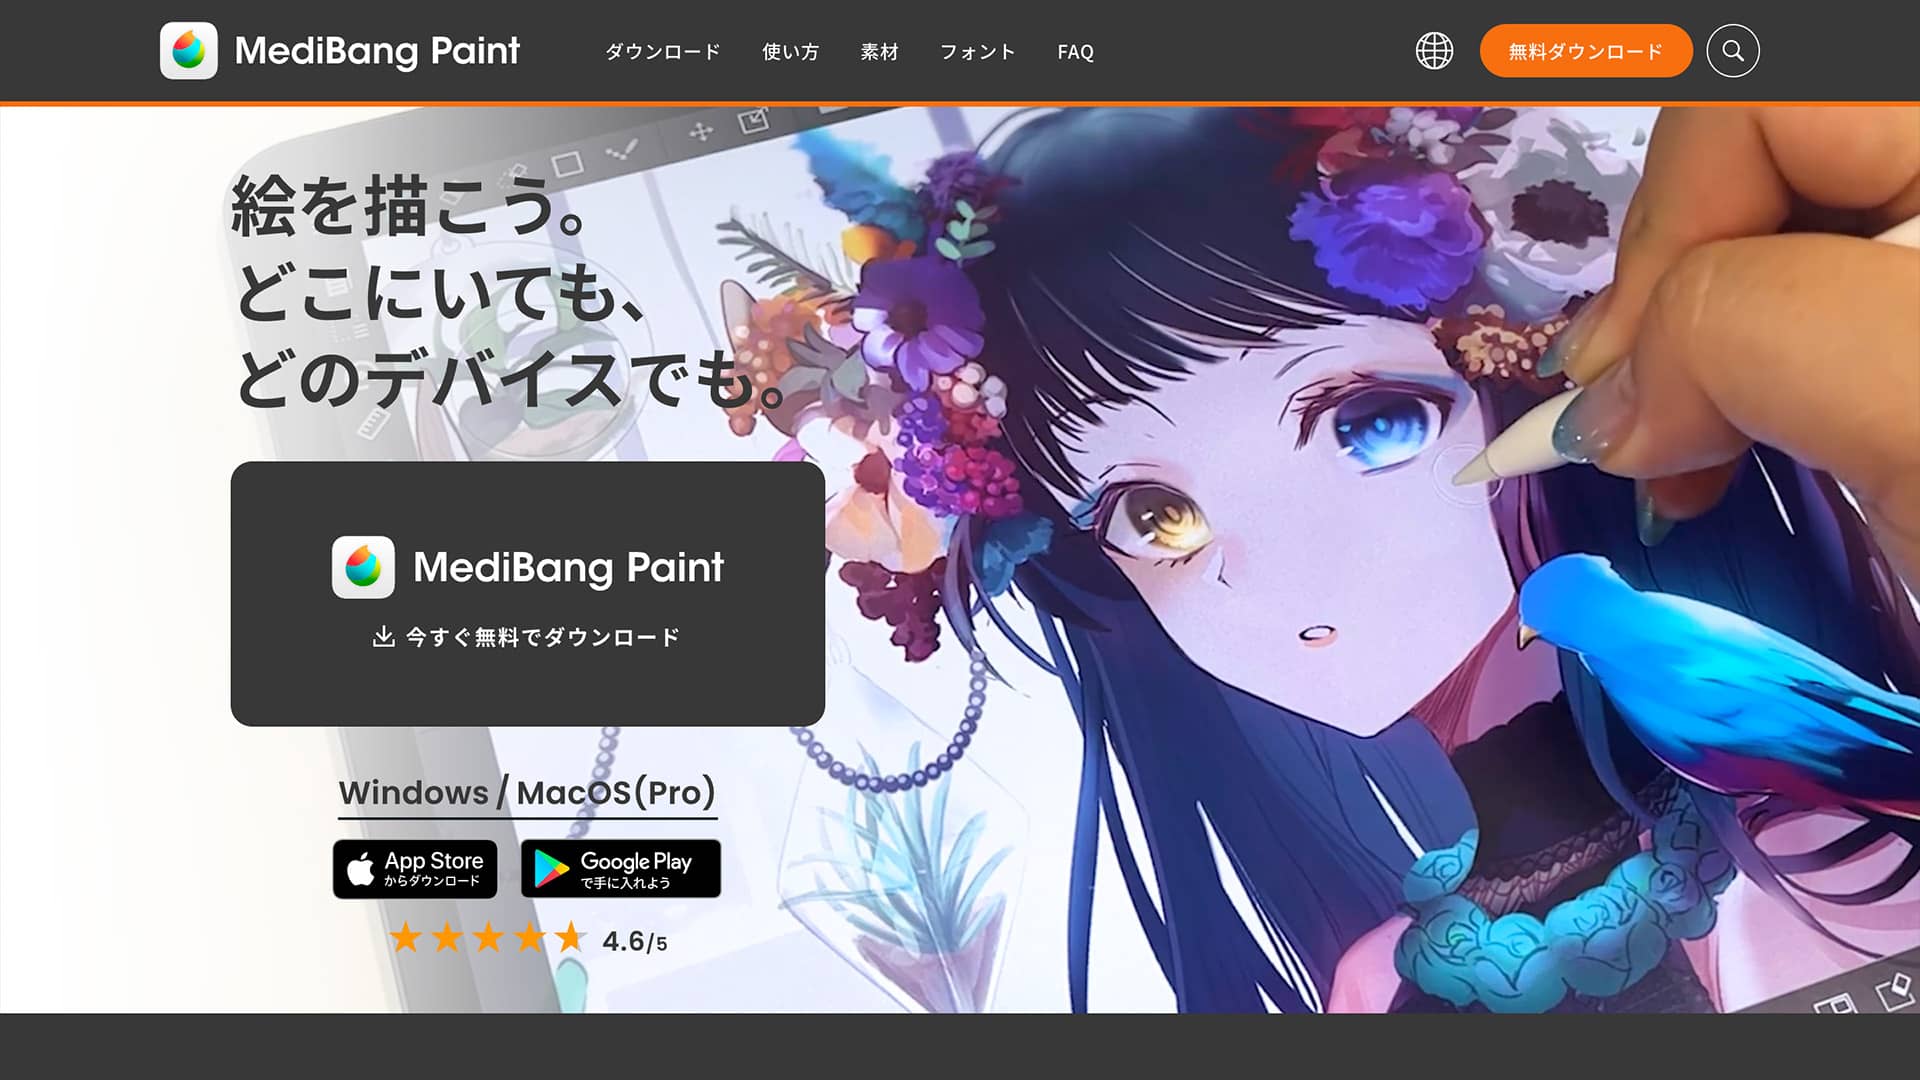 MediBang Paint
ダウンロード
使い方
素材
フォント
FAQ
無料ダウンロード
絵を描こう。
どこにいても、
どのデバイスでも。
MediBang Paint
今すぐ無料でダウンロード
Windows / MacOS(Pro)
App Store
からダウンロード
Google Play
で手に入れよう
4.6/5